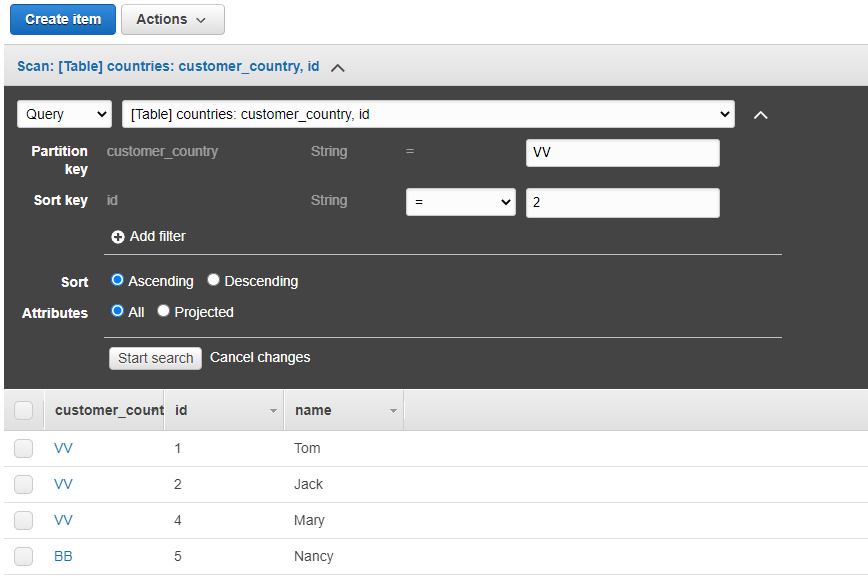 Create item Actions
Scan: [Table] countries: customer_country, id
Query [Table] countries: customer_country, id
Partition key customer_country String = VV
Sort key id String = 2
Add filter
Sort Ascending Descending
Attributes All Projected
Start search Cancel changes
customer_count id name
VV 1 Tom
VV 2 Jack
VV 4 Mary
BB 5 Nancy